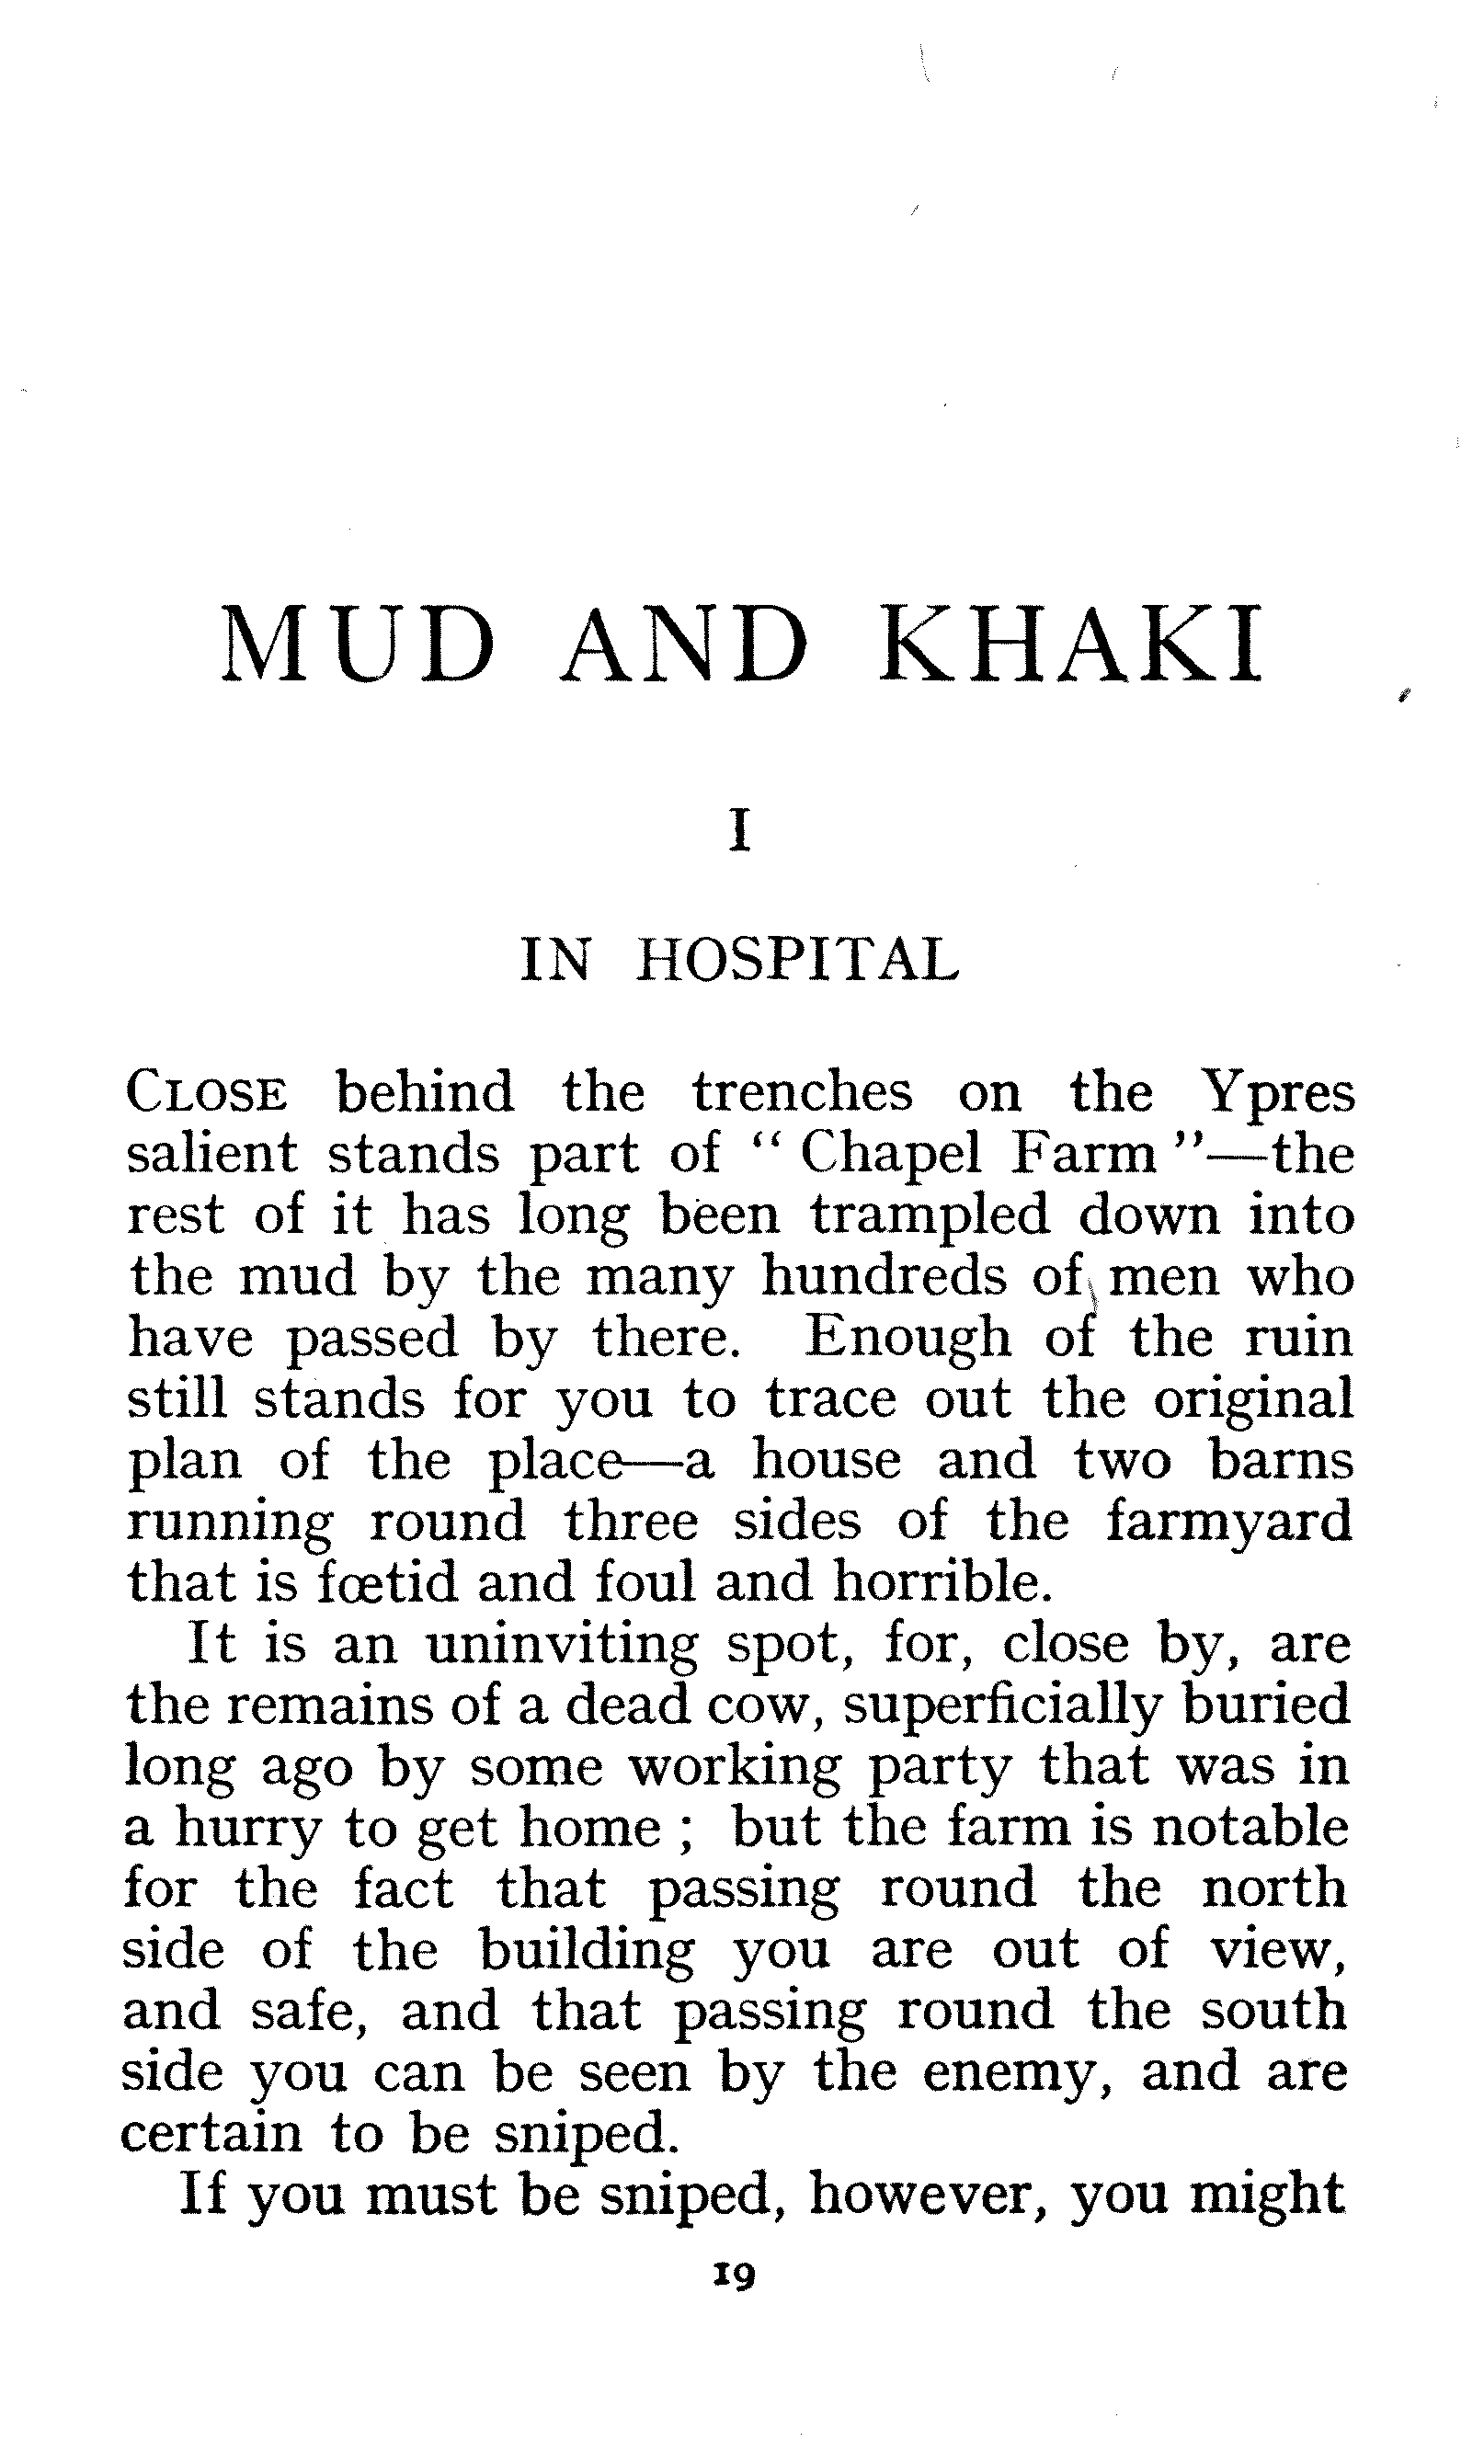 MUD AND KHAKI
I
IN HOSPITAL
CLOSE behind the trenches on the Ypres
salient stands part of “ Chapel Farm ”—the
rest of it has long been trampled down into
the mud by the many hundreds of men who
have passed by there. Enough of the ruin
still stands for you to trace out the original
plan of the place—a house and two barns
running round three sides of the farmyard
that is fœtid and foul and horrible.
It is an uninviting spot, for, close by, are
the remains of a dead cow, superficially buried
long ago by some working party that was in
a hurry to get home ; but the farm is notable
for the fact that passing round the north
side of the building you are out of view,
and safe, and that passing round the south
side you can be seen by the enemy, and are
certain to be sniped.
If you must be sniped, however, you might
19